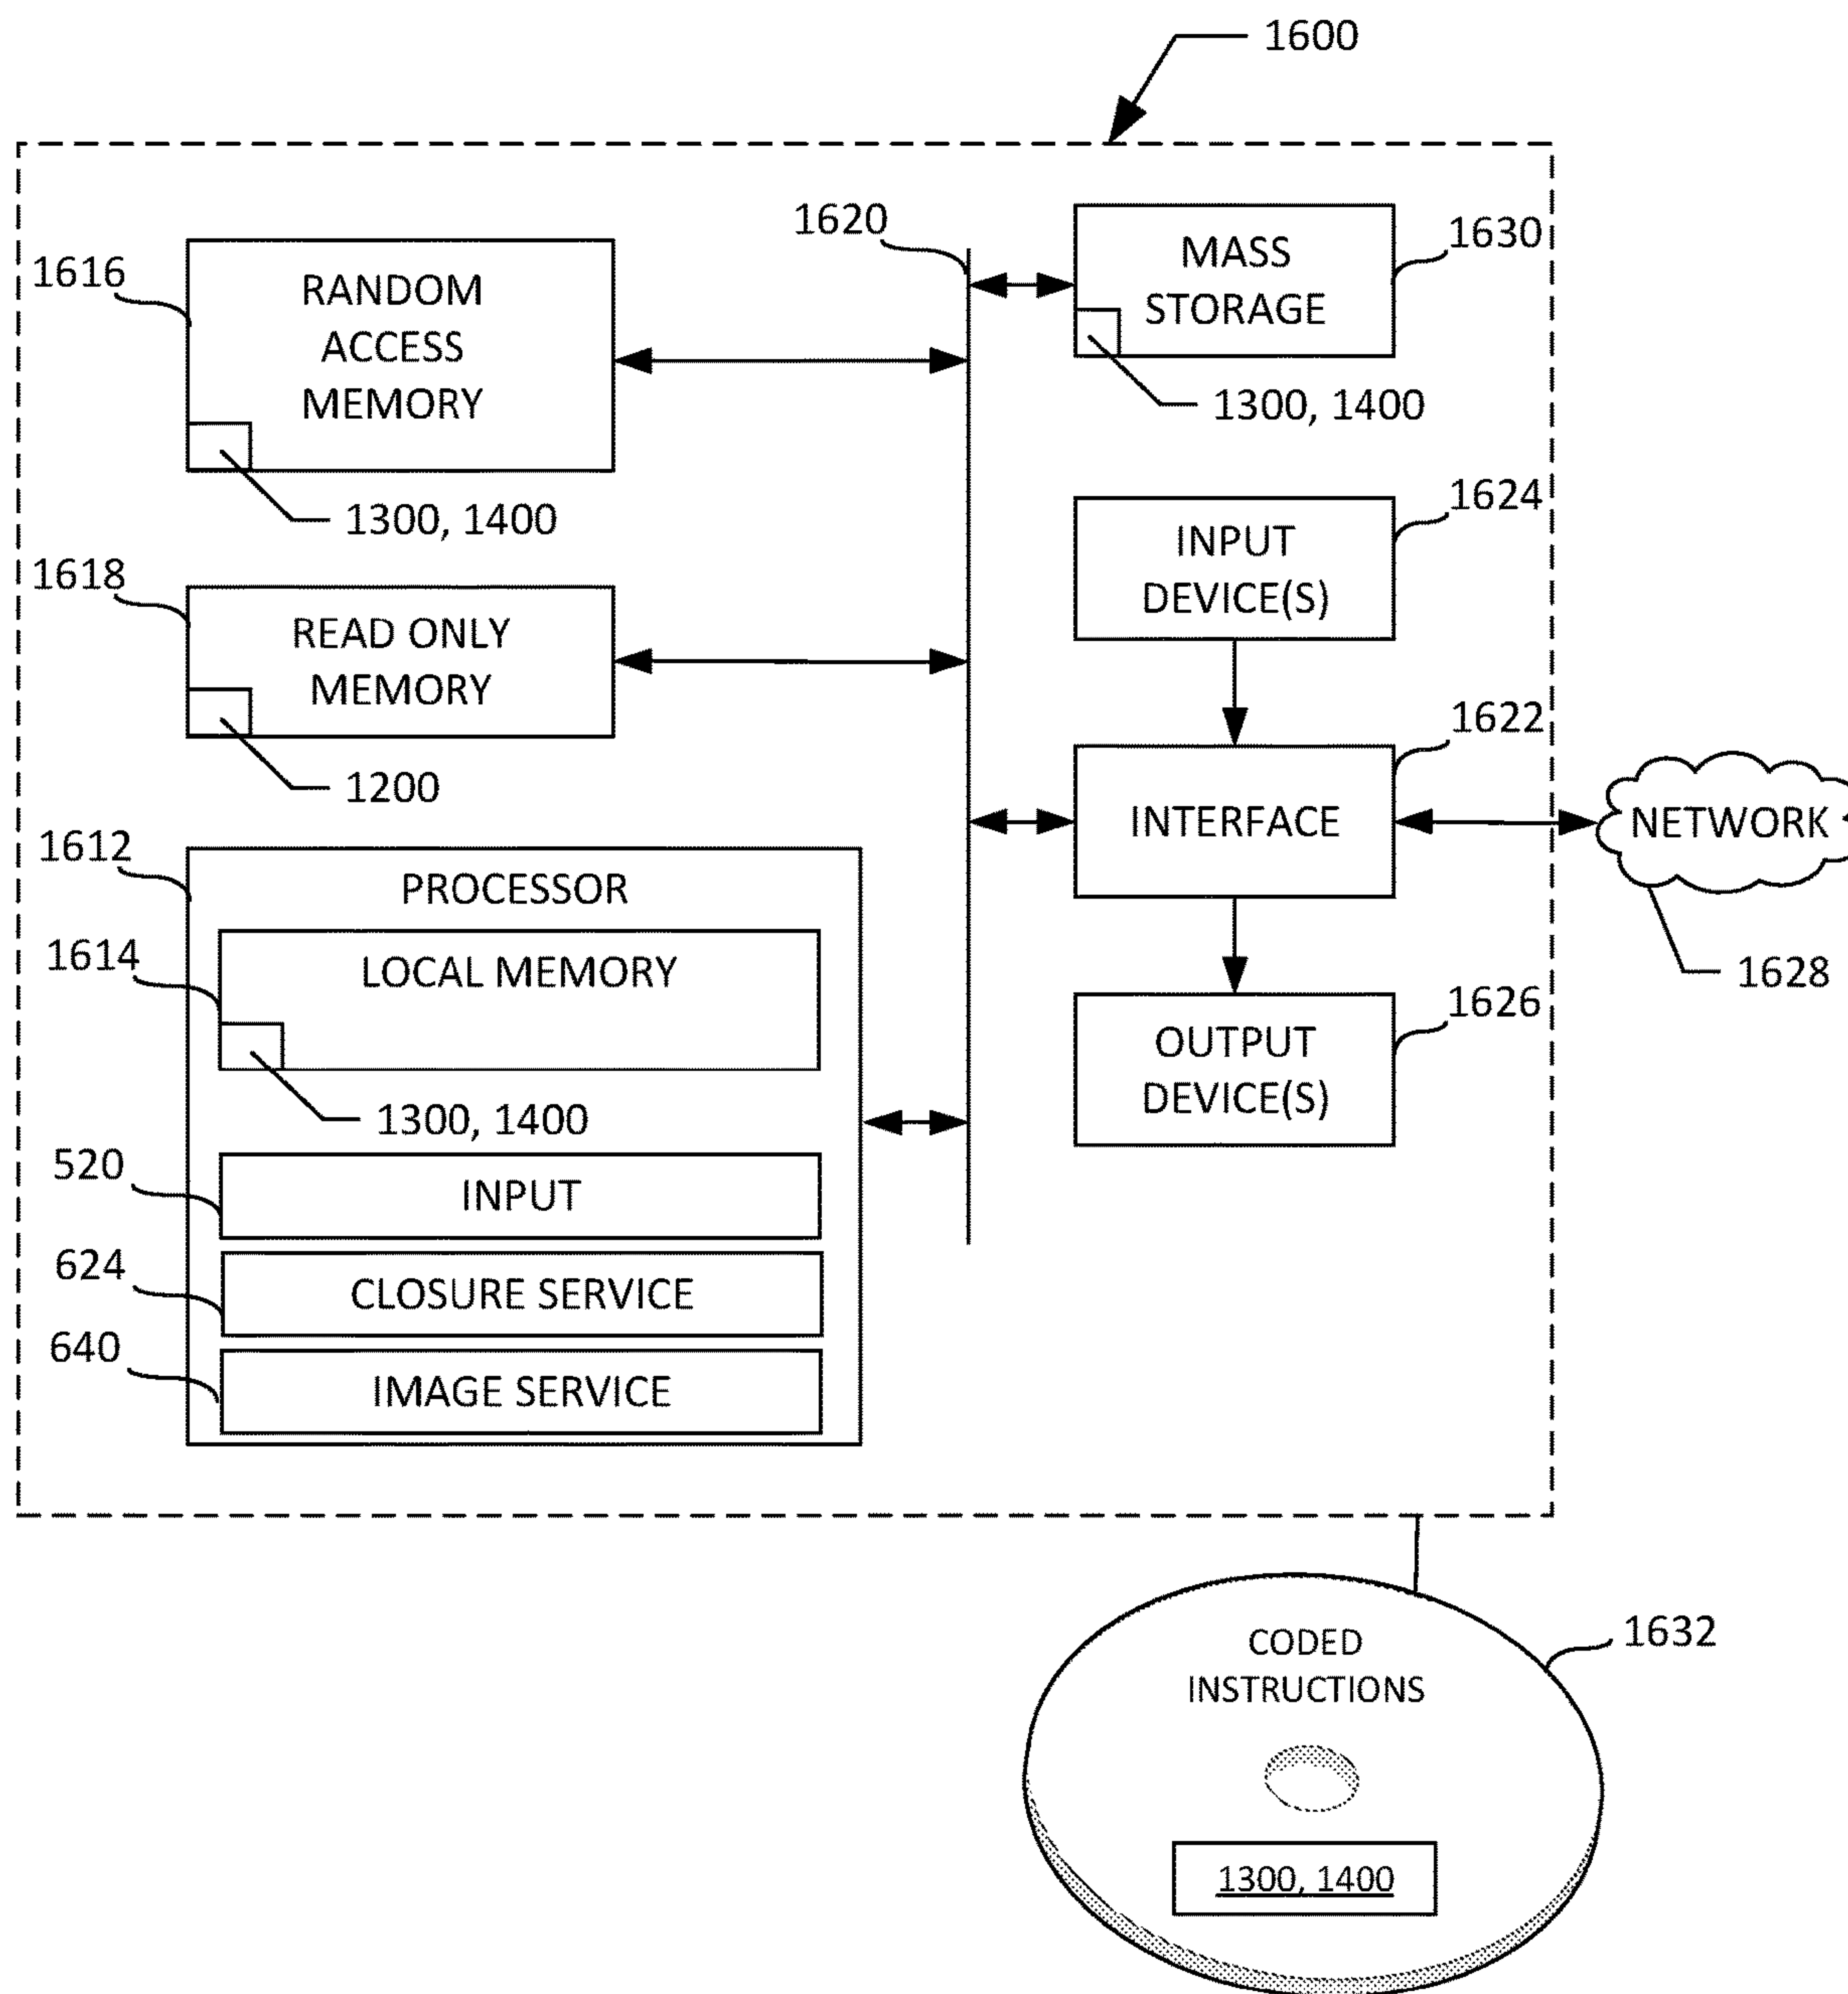 1600
1620
MASS
STORAGE
1630
1300, 1400
1616
RANDOM
ACCESS
MEMORY
1300, 1400
1624
INPUT
DEVICE(S)
1618
READ ONLY
MEMORY
1200
1622
INTERFACE
NETWORK
1628
1612
PROCESSOR
1614
LOCAL MEMORY
1300, 1400
1626
OUTPUT
DEVICE(S)
520
INPUT
624
CLOSURE SERVICE
640
IMAGE SERVICE
CODED
INSTRUCTIONS
1632
1300, 1400